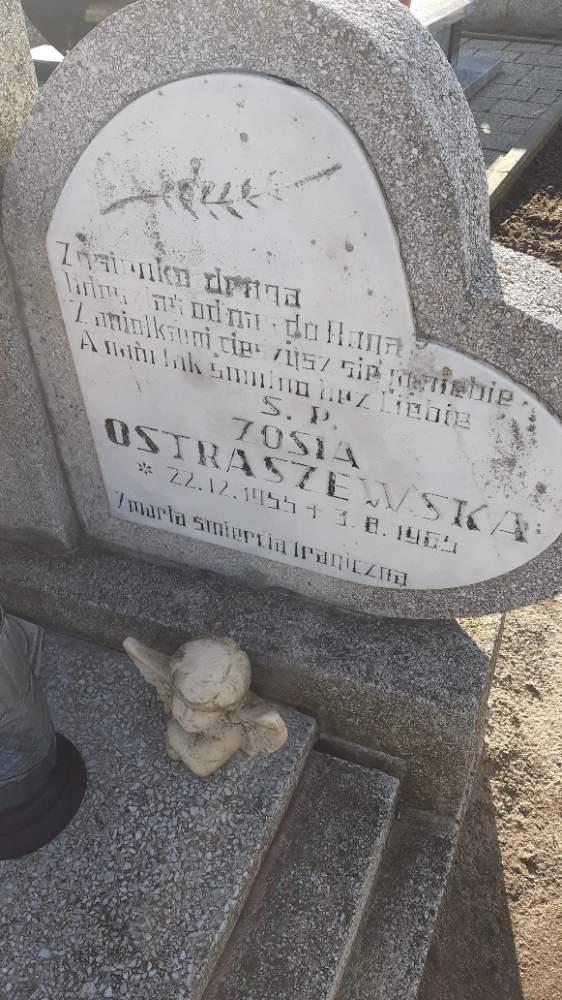 Zosieńko droga
Odeszłaś od nas do Pana
Z aniołkami cieszysz się w niebie
A nam tak smutno bez Ciebie
Ś. P.
ZOSIA
OSTRASZEWSKA
* 22.12.1955 + 3.8.1965
Zmarła śmiercią tragiczną